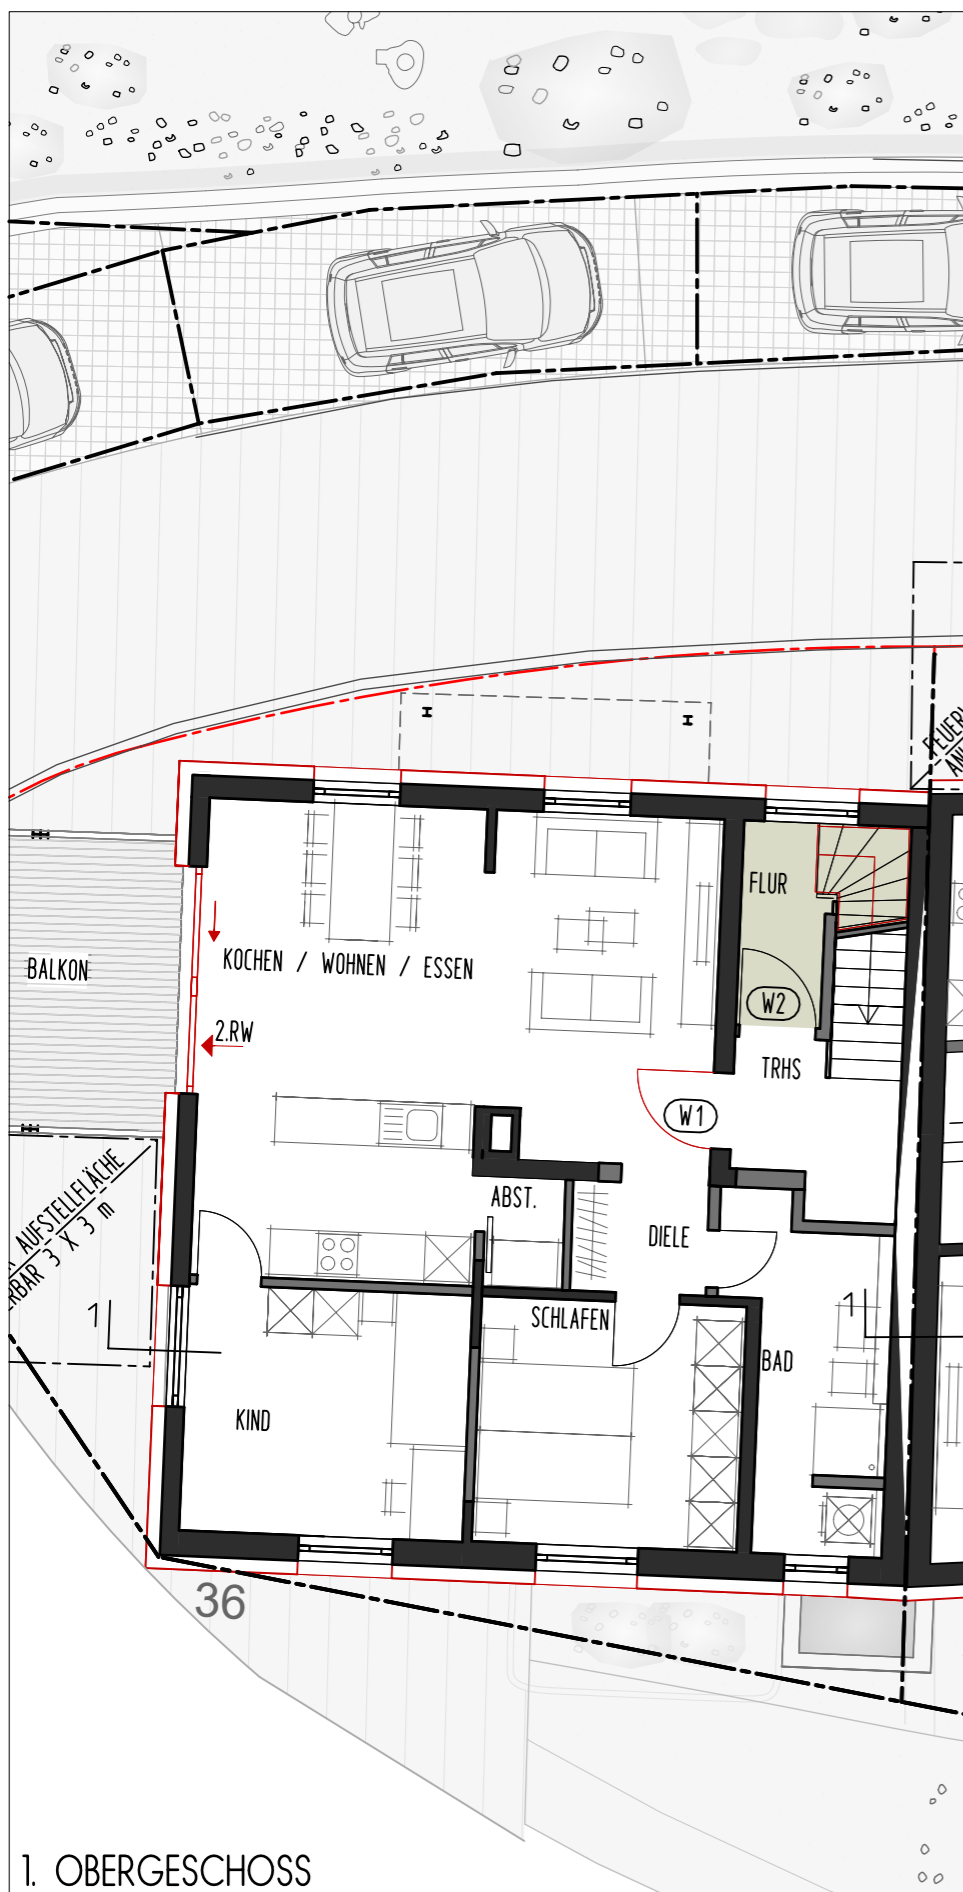 FLUR
BALKON
KOCHEN / WOHNEN / ESSEN
W2
2.RW
TRHS
W1
AUFSTELLFLÄCHE
3 X 3 m
ABST.
DIELE
1
1
SCHLAFEN
BAD
KIND
36
1. OBERGESCHOSS